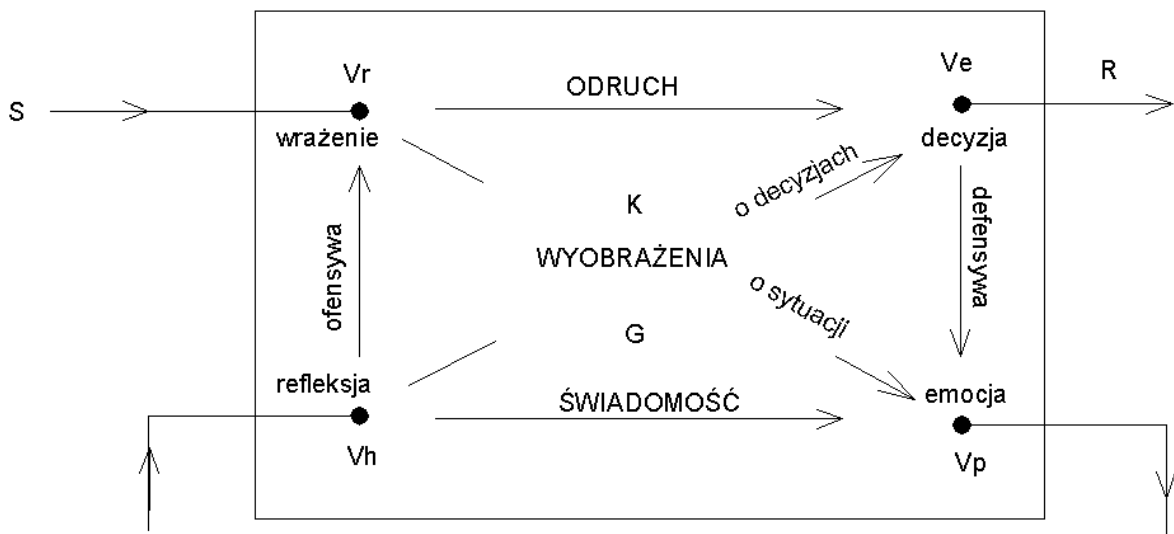 Vr
Ve
R
S
ODRUCH
wrażenie
decyzja
o decyzjach
K
ofensywa
WYOBRAŻENIA
defensywa
o sytuacji
G
refleksja
ŚWIADOMOŚĆ
emocja
Vh
Vp